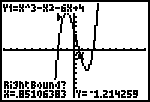 Y1=X^3-X2-6X+4
RightBound?
X=.85106383 Y=-1.214259